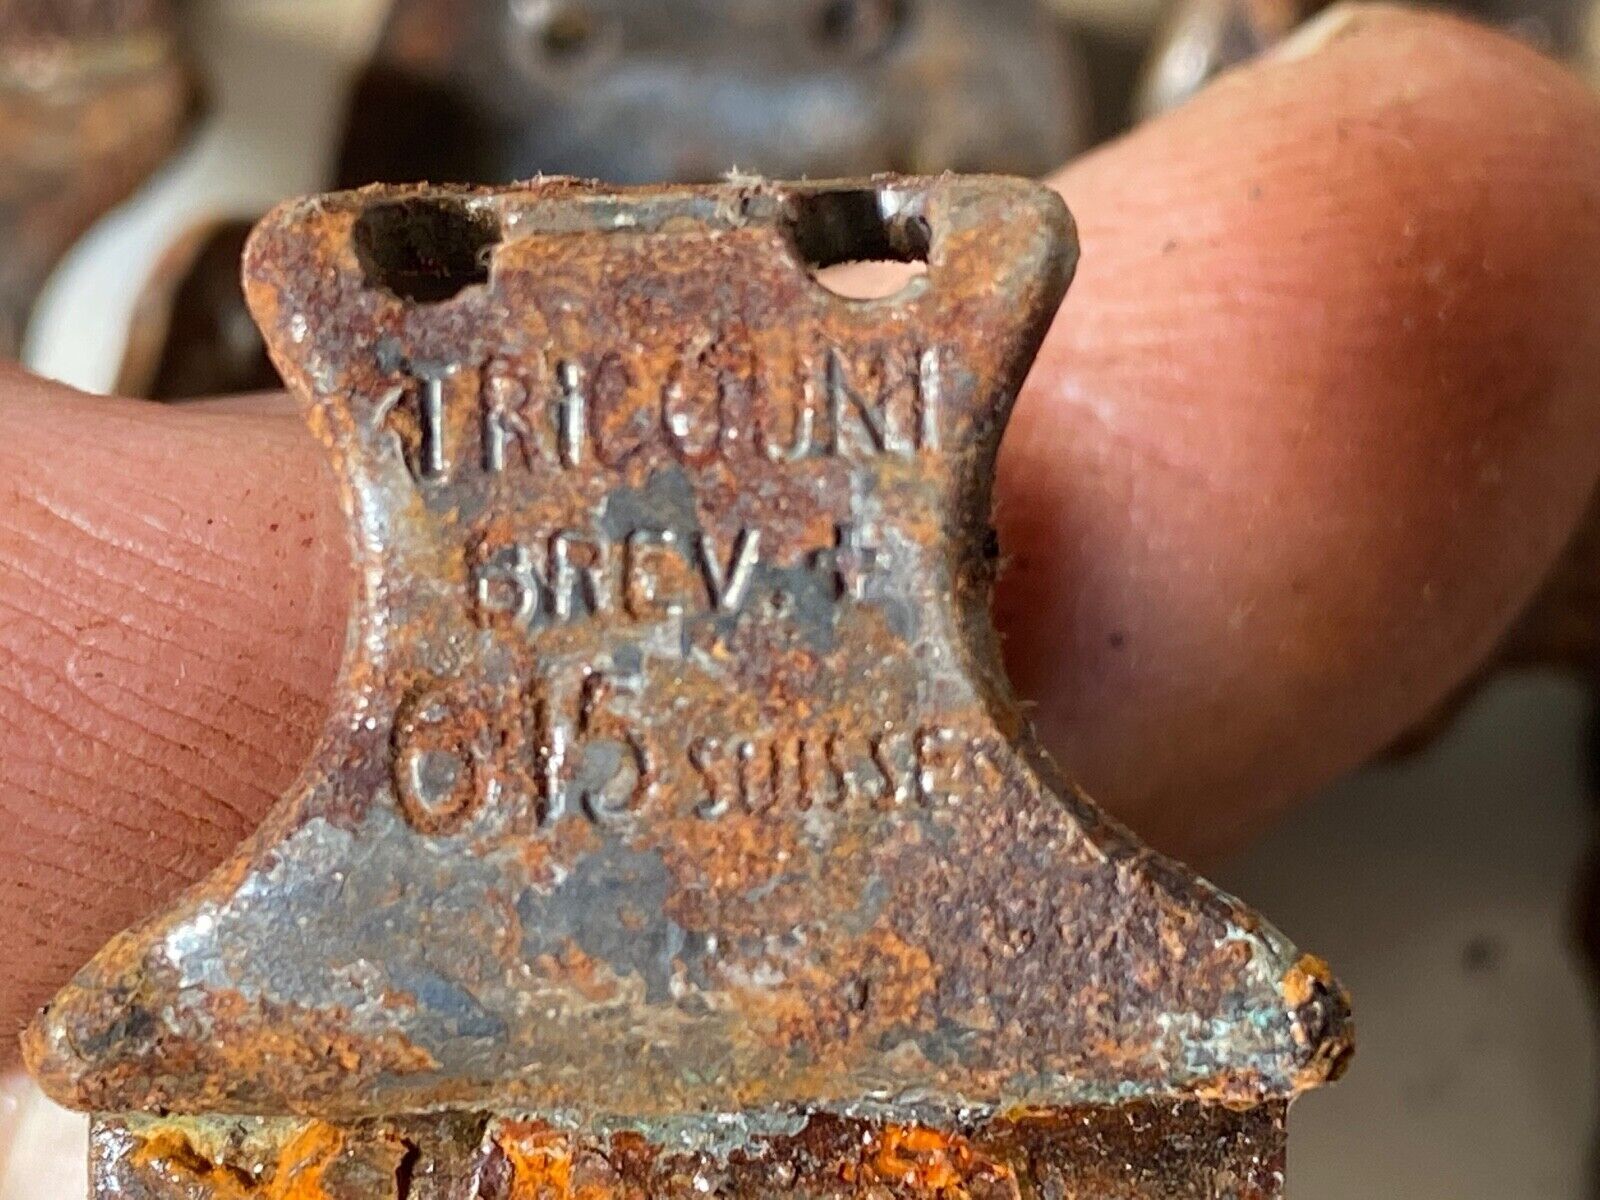 TRICOUNI
BREV. +
615 SUISSE